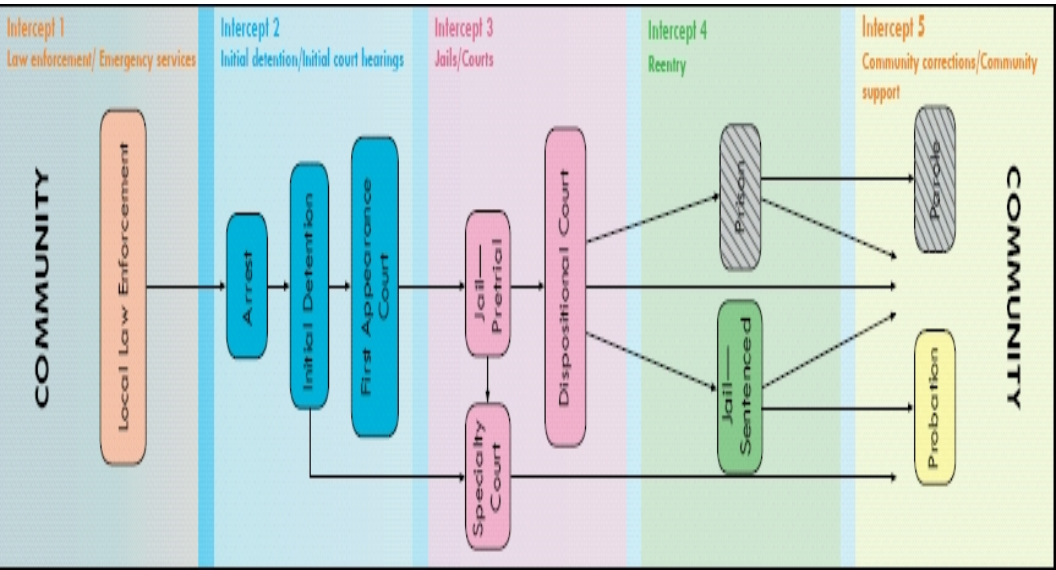 Intercept 1
Law enforcement/ Emergency services
Intercept 2
Initial detention/Initial court hearings
Intercept 3
Jails/Courts
Intercept 4
Reentry
Intercept 5
Community corrections/Community
support
COMMUNITY
Local Law Enforcement
Arrest
Initial Detention
First Appearance
Court
Jail—
Pretrial
Specialty
Court
Dispositional Court
Prison
Jail—
Sentenced
Parole
Probation
COMMUNITY